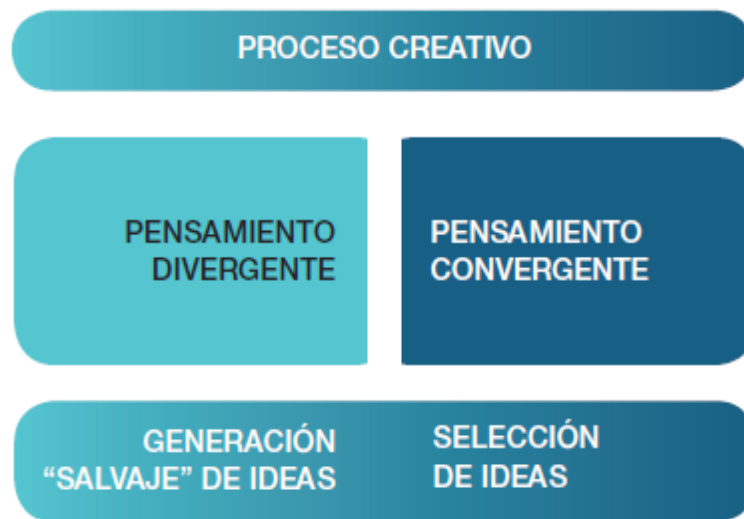 PROCESO CREATIVO
PENSAMIENTO
DIVERGENTE
PENSAMIENTO
CONVERGENTE
GENERACIÓN
“SALVAJE” DE IDEAS
SELECCIÓN
DE IDEAS